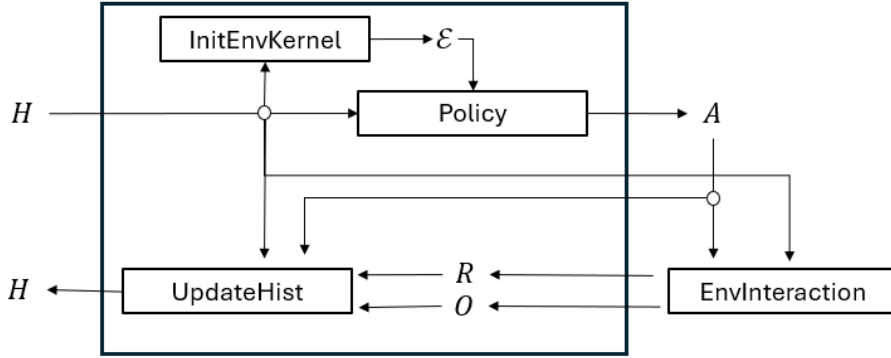 InitEnvKernel
ℰ
H
Policy
A
H
UpdateHist
R
O
EnvInteraction